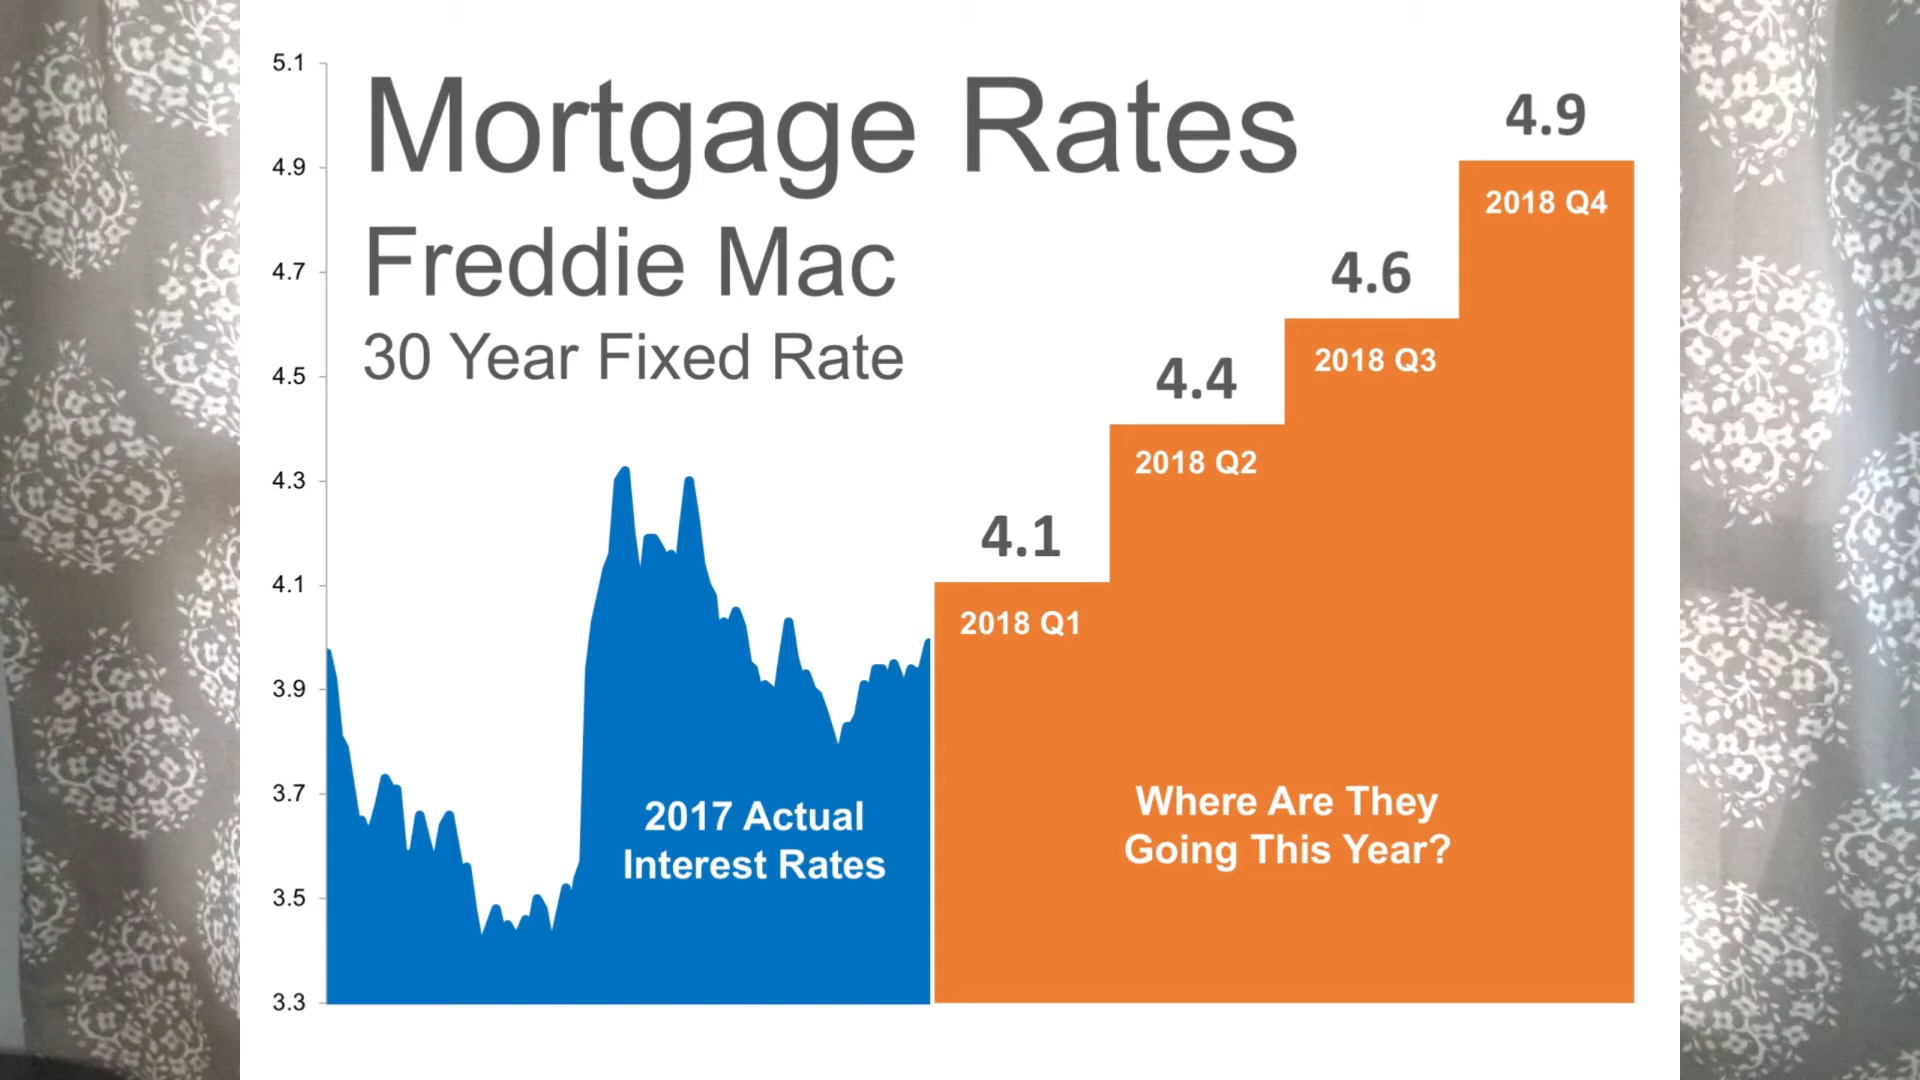 Mortgage Rates
Freddie Mac
30 Year Fixed Rate
5.1
4.9
4.7
4.5
4.3
4.1
3.9
3.7
3.5
3.3
2017 Actual
Interest Rates
4.1
2018 Q1
4.4
2018 Q2
4.6
2018 Q3
4.9
2018 Q4
Where Are They
Going This Year?